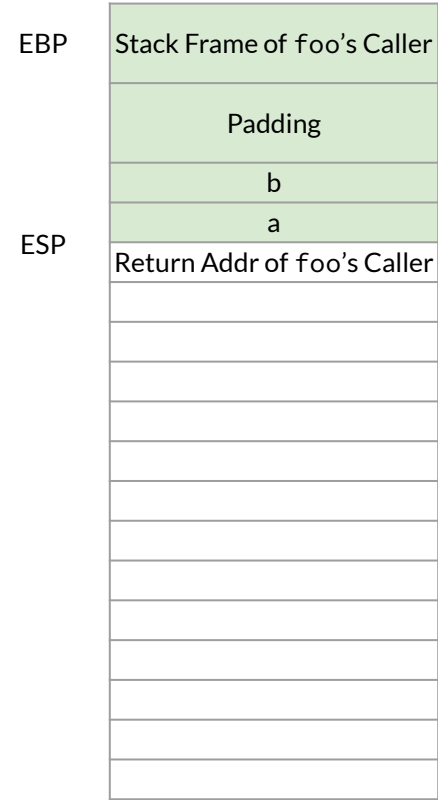 EBP
Stack Frame of foo’s Caller
Padding
b
a
ESP
Return Addr of foo’s Caller